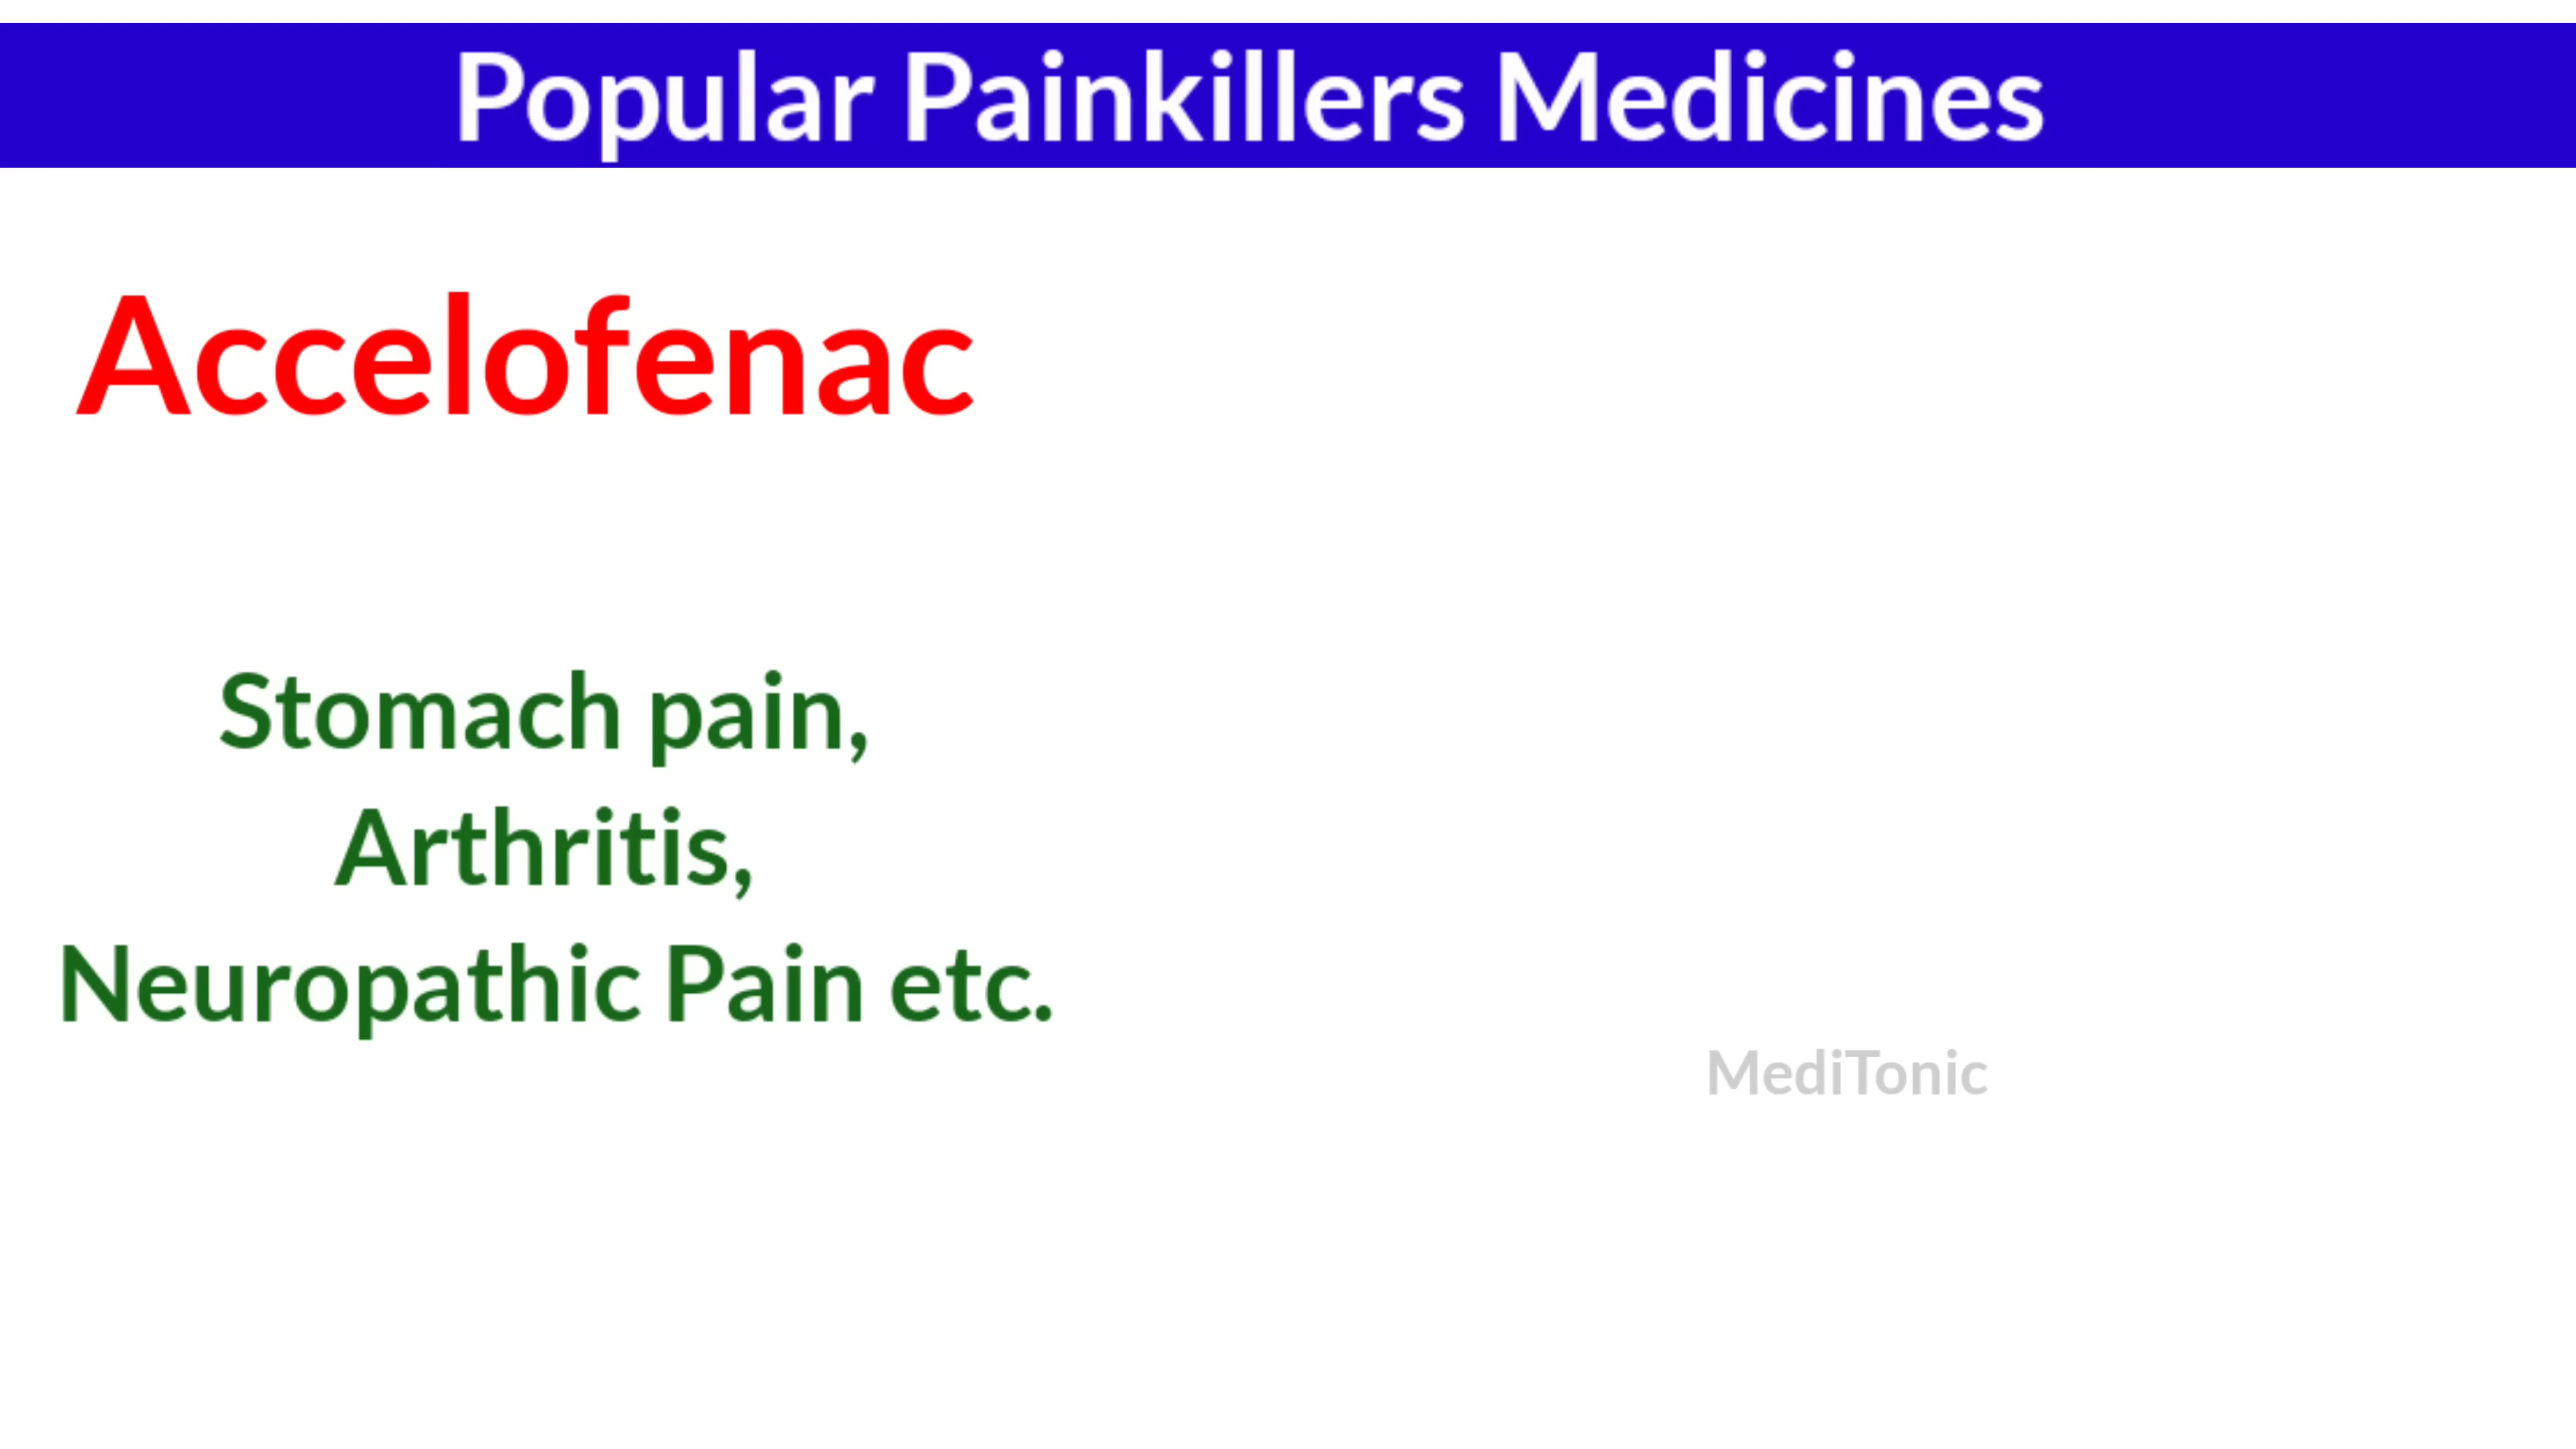 Popular Painkillers Medicines
Accelofenac
Stomach pain,
Arthritis,
Neuropathic Pain etc.
MediTonic